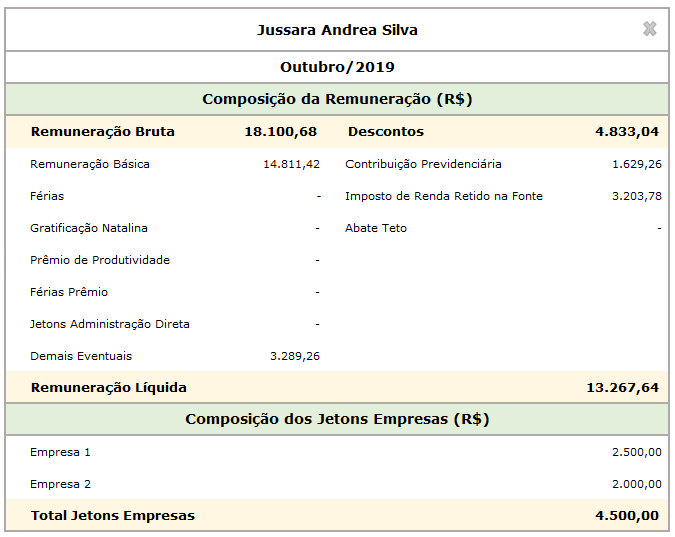 Jussara Andrea Silva
Outubro/2019
Composição da Remuneração (R$)
Remuneração Bruta 18.100,68 Descontos 4.833,04
Remuneração Básica 14.811,42 Contribuição Previdenciária 1.629,26
Férias - Imposto de Renda Retido na Fonte 3.203,78
Gratificação Natalina - Abate Teto -
Prêmio de Produtividade -
Férias Prêmio -
Jetons Administração Direta -
Demais Eventuais 3.289,26
Remuneração Líquida 13.267,64
Composição dos Jetons Empresas (R$)
Empresa 1 2.500,00
Empresa 2 2.000,00
Total Jetons Empresas 4.500,00